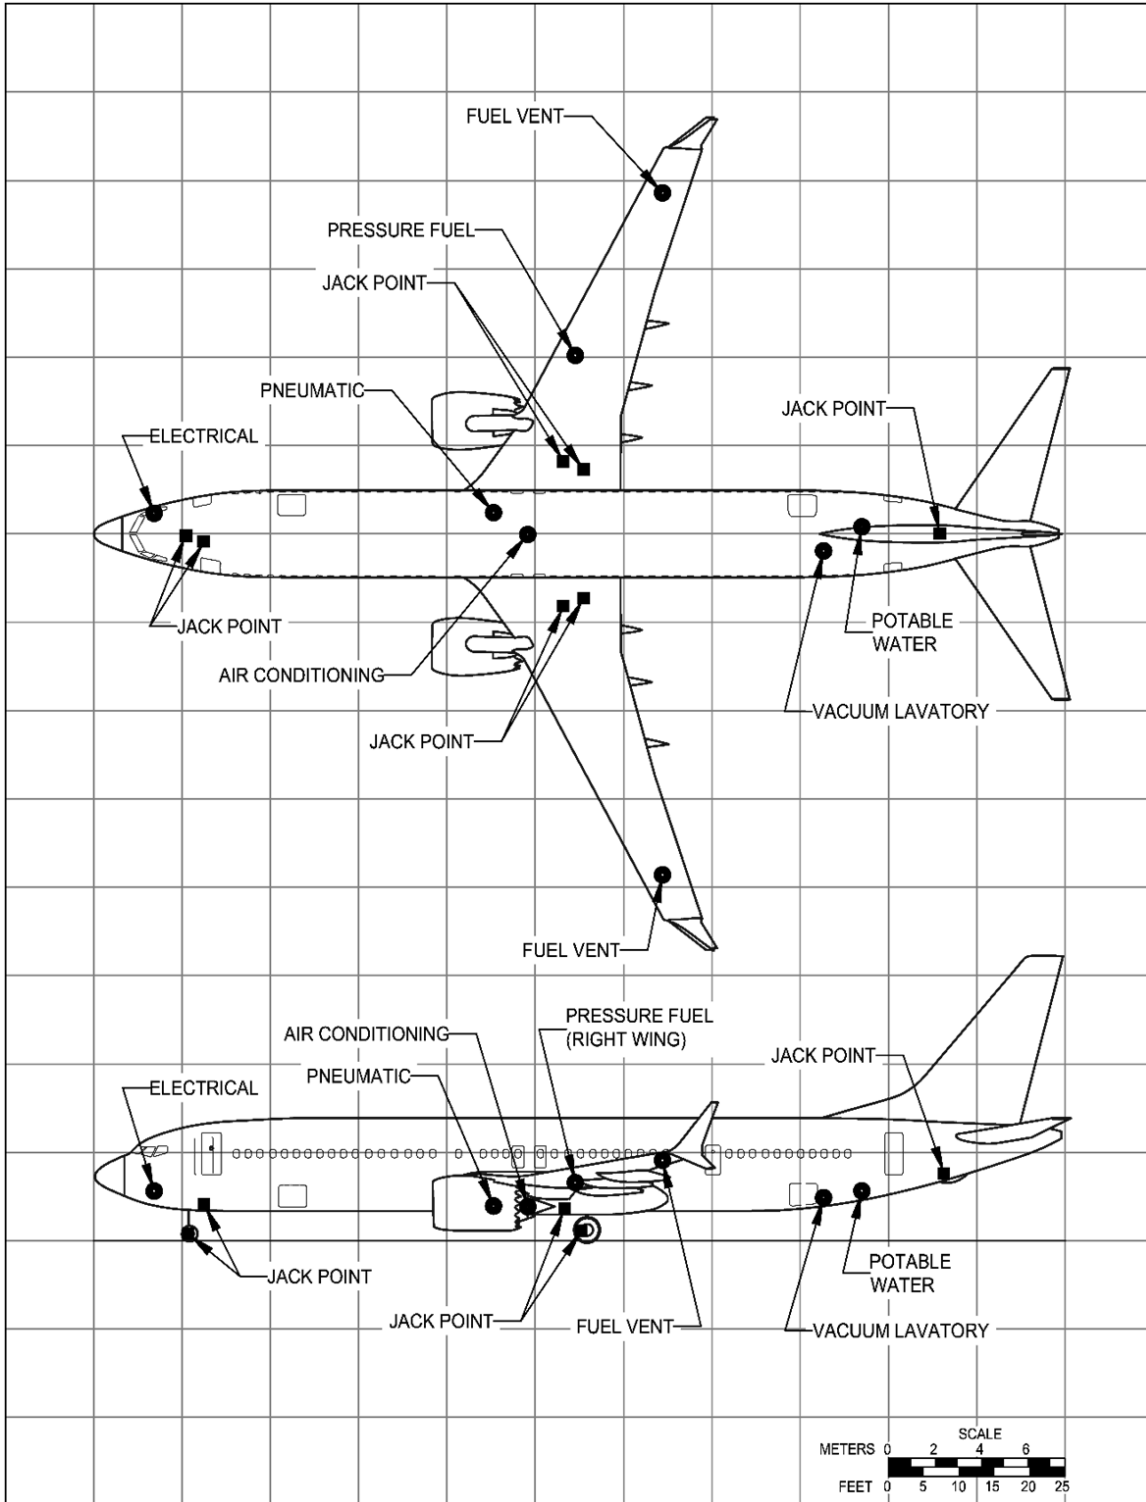 FUEL VENT
PRESSURE FUEL
JACK POINT
PNEUMATIC
JACK POINT
ELECTRICAL
JACK POINT
POTABLE
WATER
AIR CONDITIONING
VACUUM LAVATORY
JACK POINT
FUEL VENT
PRESSURE FUEL
(RIGHT WING)
AIR CONDITIONING
JACK POINT
PNEUMATIC
ELECTRICAL
POTABLE
WATER
JACK POINT
JACK POINT
FUEL VENT
VACUUM LAVATORY
SCALE
METERS 0 2 4 6
FEET 0 5 10 15 20 25